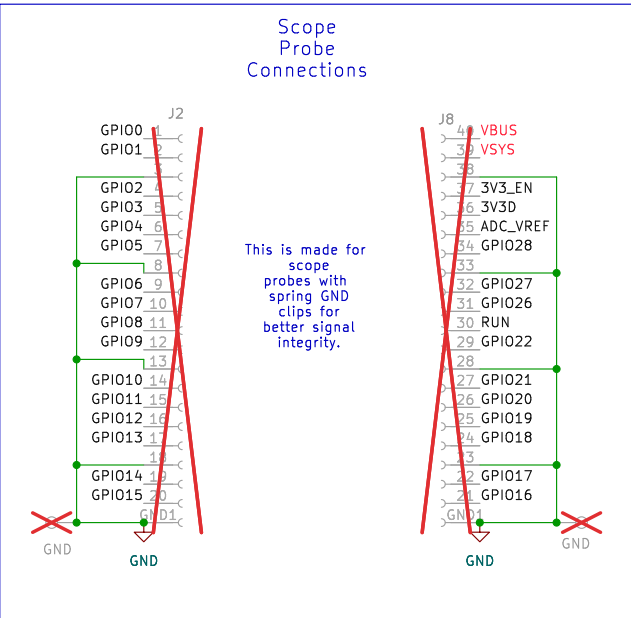 Scope
Probe
Connections
J2
GPIO0 1
GPIO1 2
3
GPIO2 4
GPIO3 5
GPIO4 6
GPIO5 7
8
GPIO6 9
GPIO7 10
GPIO8 11
GPIO9 12
13
GPIO10 14
GPIO11 15
GPIO12 16
GPIO13 17
18
GPIO14 19
GPIO15 20
GND1
GND
GND
This is made for
scope
probes with
spring GND
clips for
better signal
integrity.
J8
40 VBUS
39 VSYS
38
37 3V3_EN
36 3V3D
35 ADC_VREF
34 GPIO28
33
32 GPIO27
31 GPIO26
30 RUN
29 GPIO22
28
27 GPIO21
26 GPIO20
25 GPIO19
24 GPIO18
23
22 GPIO17
21 GPIO16
GND1
GND
GND